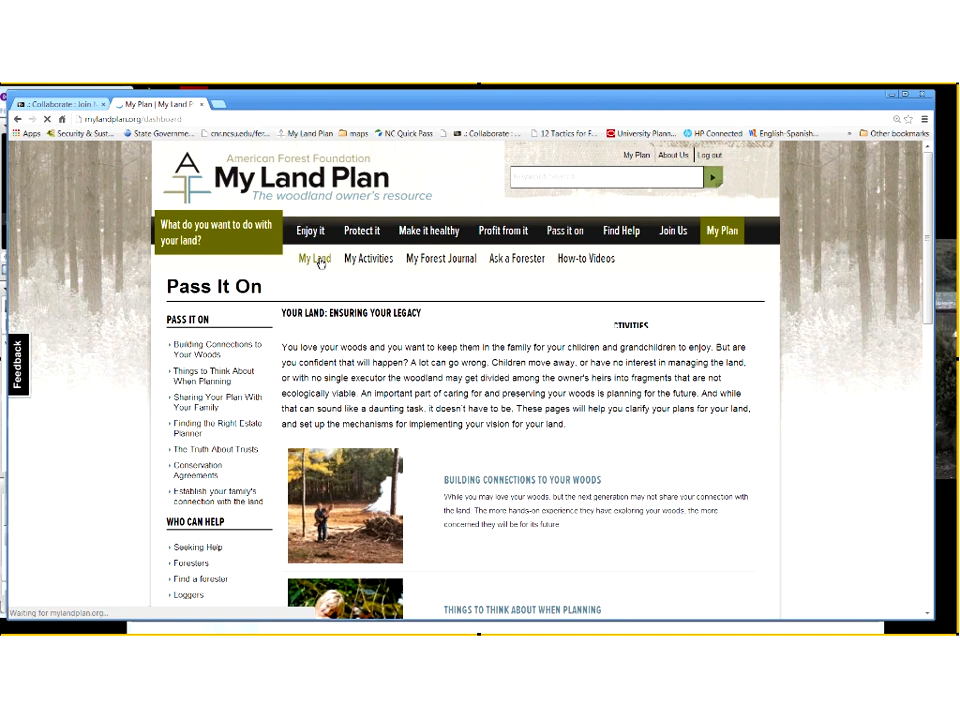 .: Collaborate : Join M
My Plan | My Land P
mylandplan.org/dashboard
Apps
Security & Sust...
State Governme...
cnr.ncsu.edu/fer...
My Land Plan
maps
NC Quick Pass
.: Collaborate : ...
12 Tactics for F...
University Plann...
HP Connected
English-Spanish...
»
Other bookmarks
American Forest Foundation
My Land Plan
The woodland owner's resource
My Plan
About Us
Log out
Keyword Search
What do you want to do with
your land?
Enjoy it
Protect it
Make it healthy
Profit from it
Pass it on
Find Help
Join Us
My Plan
My Land
My Activities
My Forest Journal
Ask a Forester
How-to Videos
Pass It On
PASS IT ON
Building Connections to
Your Woods
Things to Think About
When Planning
Sharing Your Plan With
Your Family
Finding the Right Estate
Planner
The Truth About Trusts
Conservation
Agreements
Establish your family's
connection with the land
WHO CAN HELP
Seeking Help
Foresters
Find a forester
Loggers
YOUR LAND: ENSURING YOUR LEGACY
You love your woods and you want to keep them in the family for your children and grandchildren to enjoy. But are
you confident that will happen? A lot can go wrong. Children move away, or have no interest in managing the land,
or with no single executor the woodland may get divided among the owner's heirs into fragments that are not
ecologically viable. An important part of caring for and preserving your woods is planning for the future. And while
that can sound like a daunting task, it doesn't have to be. These pages will help you clarify your plans for your land,
and set up the mechanisms for implementing your vision for your land.
BUILDING CONNECTIONS TO YOUR WOODS
While you may love your woods, but the next generation may not share your connection with
the land. The more hands-on experience they have exploring your woods, the more
concerned they will be for its future
THINGS TO THINK ABOUT WHEN PLANNING
Feedback
Waiting for mylandplan.org...